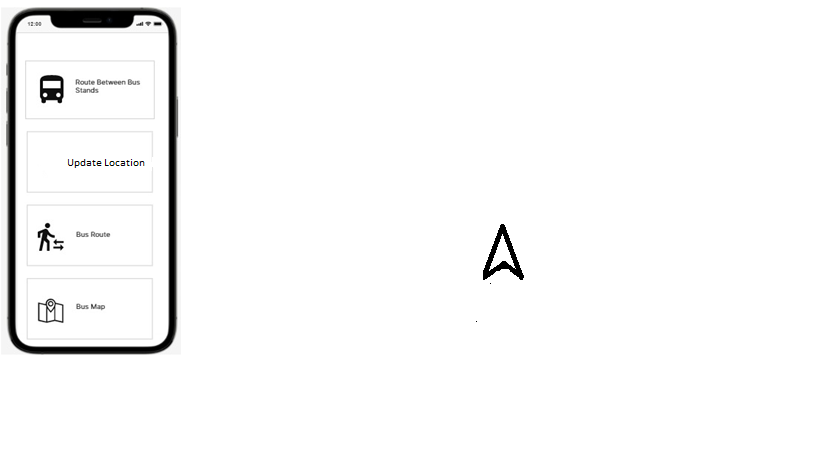 12:00
Route Between Bus
Stands
Update Location
Bus Route
Bus Map